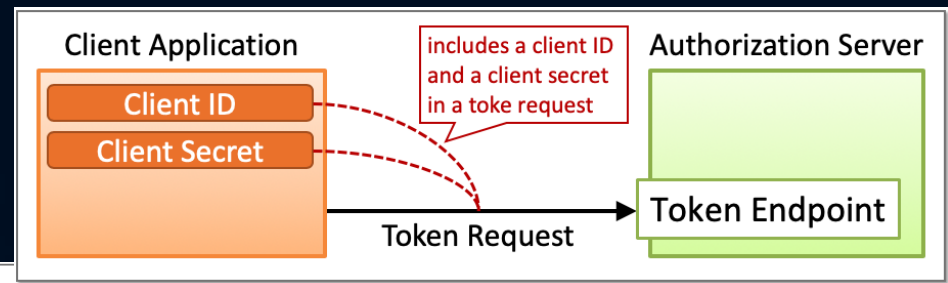 Client Application
includes a client ID
and a client secret
in a toke request
Authorization Server
Client ID
Client Secret
Token Request
Token Endpoint